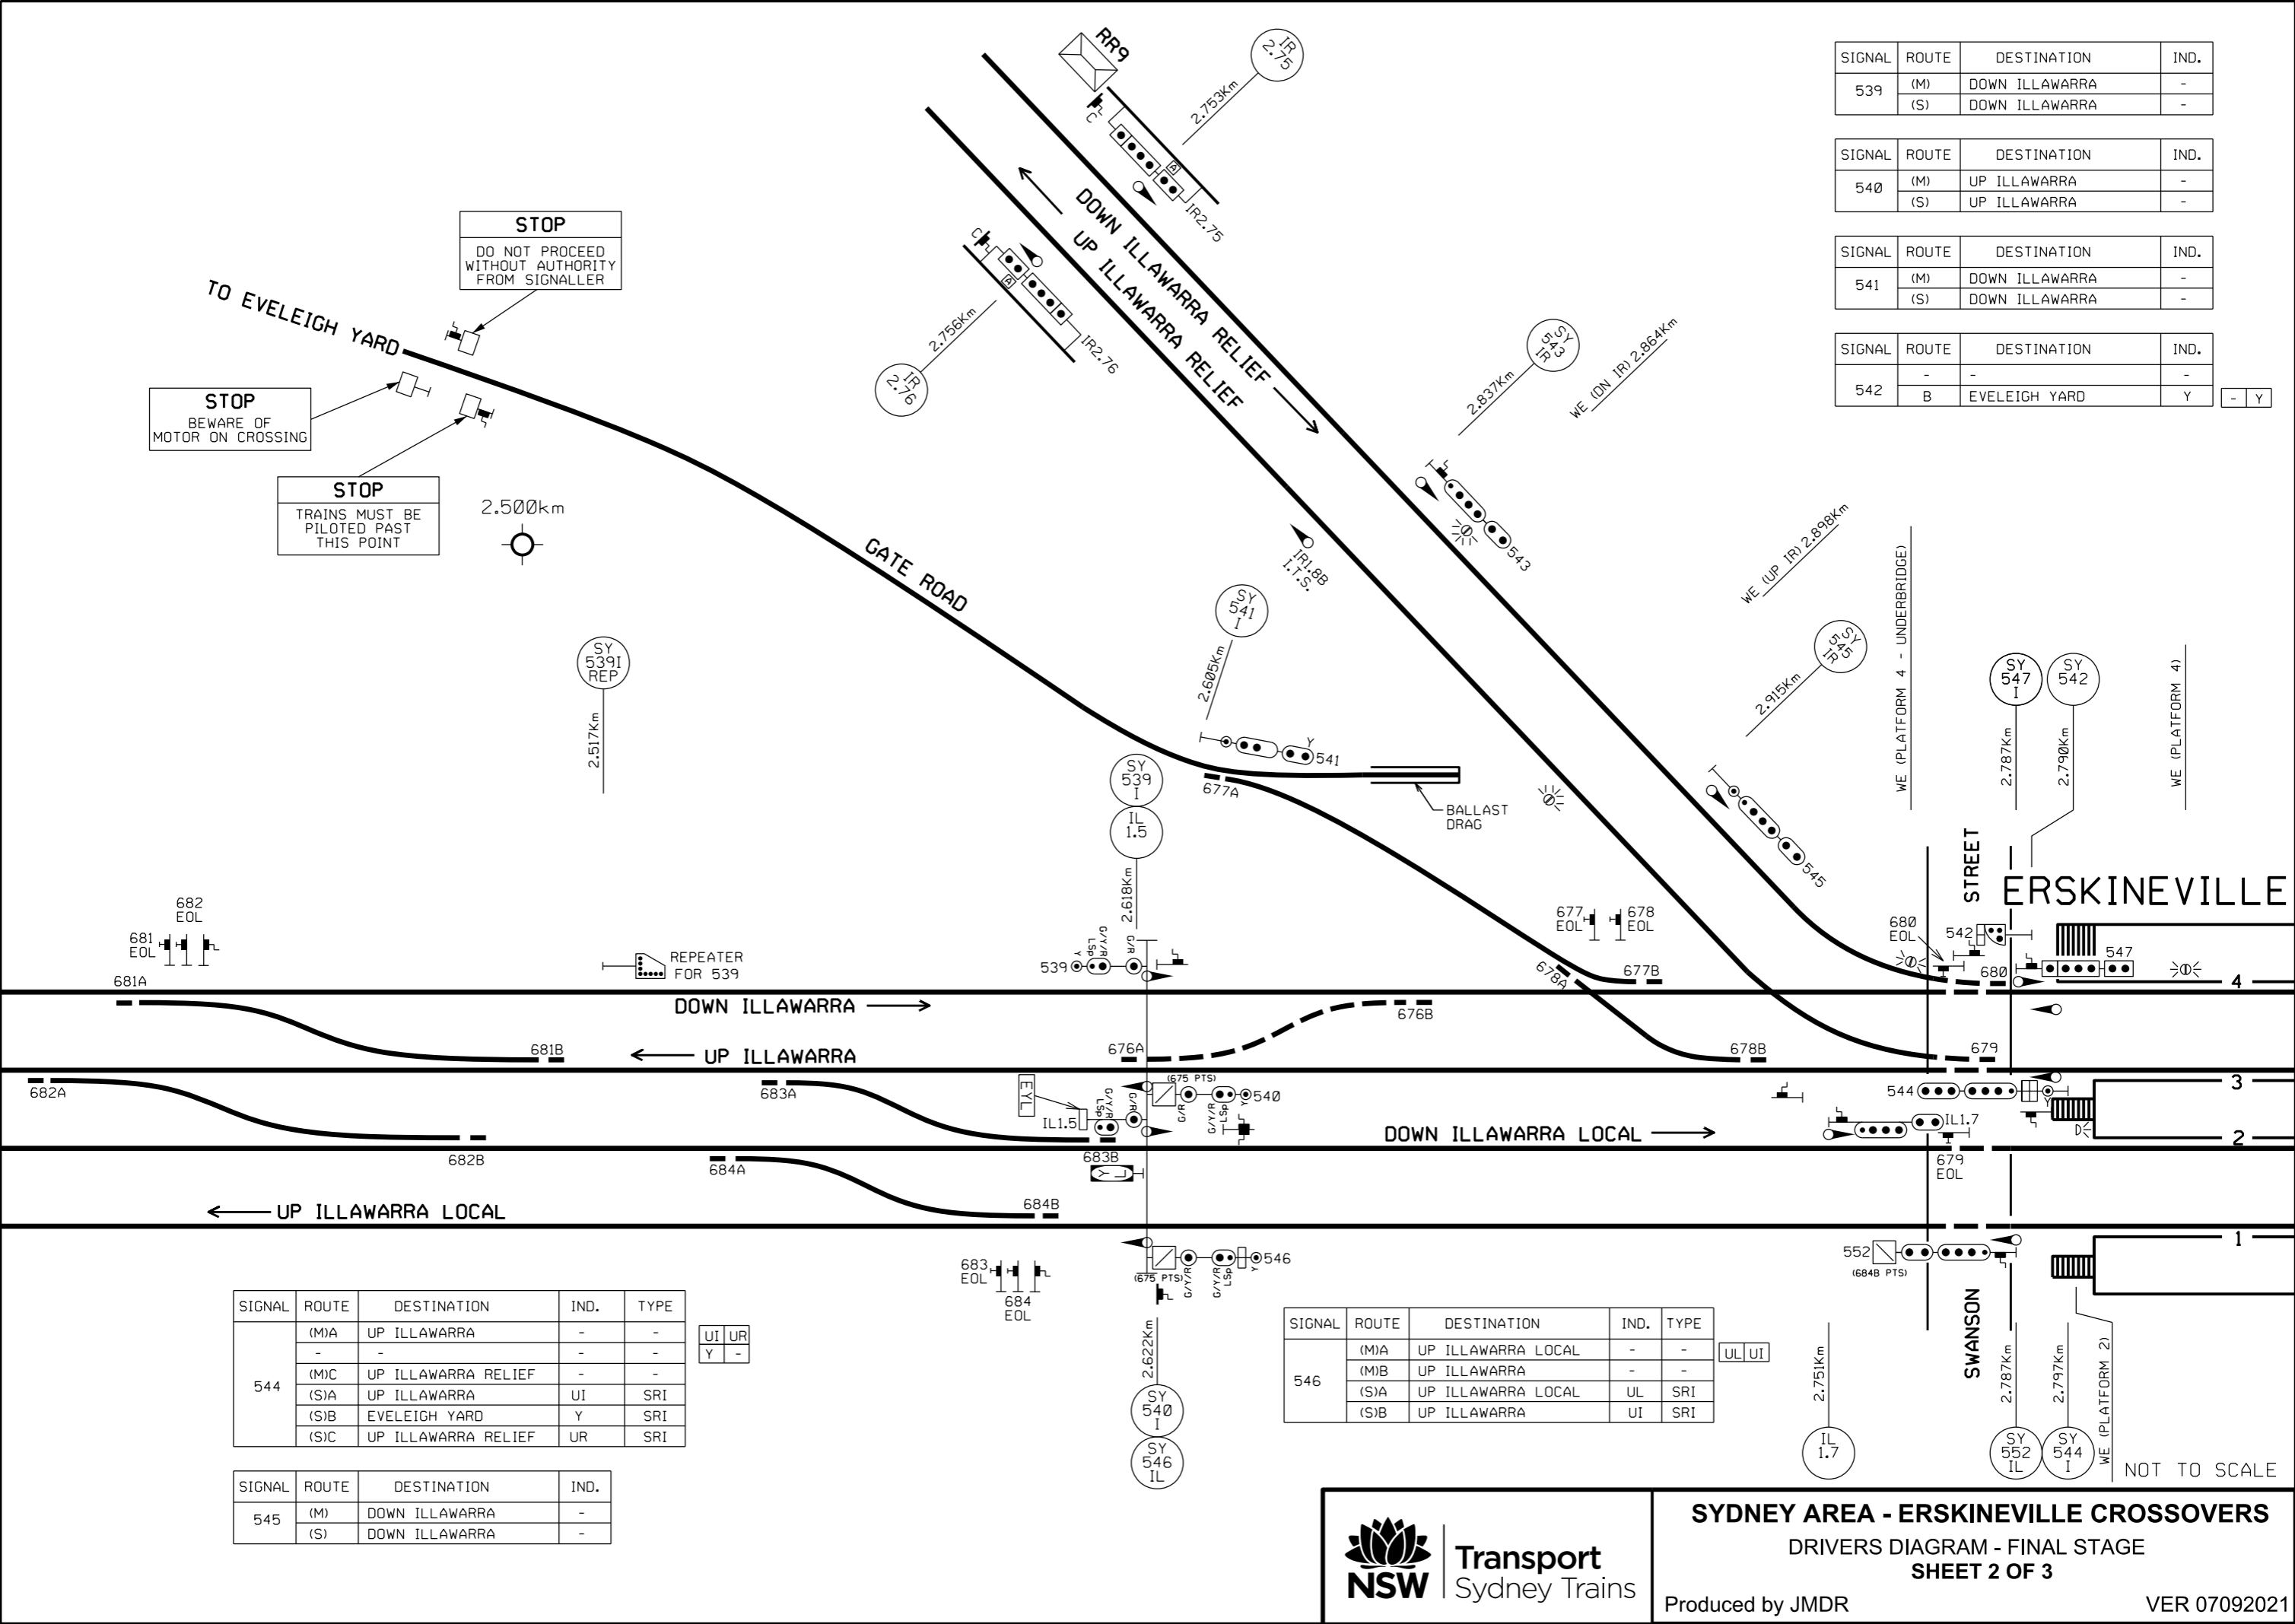 RR9
IR
2.75
2.753Km
C
A
IR2.75
SIGNAL ROUTE DESTINATION IND.
539 (M) DOWN ILLAWARRA -
(S) DOWN ILLAWARRA -
SIGNAL ROUTE DESTINATION IND.
540 (M) UP ILLAWARRA -
(S) UP ILLAWARRA -
SIGNAL ROUTE DESTINATION IND.
541 (M) DOWN ILLAWARRA -
(S) DOWN ILLAWARRA -
SIGNAL ROUTE DESTINATION IND.
542 - - -
B EVELEIGH YARD Y
- Y
STOP
DO NOT PROCEED
WITHOUT AUTHORITY
FROM SIGNALLER
TO EVELEIGH YARD
STOP
BEWARE OF
MOTOR ON CROSSING
STOP
TRAINS MUST BE
PILOTED PAST
THIS POINT
2.500km
C
A
IR2.76
2.756Km
IR
2.76
DOWN ILLAWARRA RELIEF
UP ILLAWARRA RELIEF
SY
543
IR
2.837Km
WE (DN IR) 2.864Km
543
WE (UP IR) 2.898Km
IR1.8B
I.T.S.
GATE ROAD
SY
541
I
2.605Km
Y
541
677A
BALLAST
DRAG
SY
545
IR
2.915Km
545
WE (PLATFORM 4 - UNDERBRIDGE)
SY
547
I
2.787Km
SY
542
2.790Km
WE (PLATFORM 4)
SY
539I
REP
2.517Km
SY
539
I
IL
1.5
2.618Km
STREET
ERSKINEVILLE
682
EOL
681
EOL
681A
REPEATER
FOR 539
539
Y
LSp
G/Y/R
G/R
677
EOL
678
EOL
678A
677B
680
EOL
542
680
547
4
DOWN ILLAWARRA
676B
681B
UP ILLAWARRA
676A
678B
679
682A
683A
EYL
IL1.5
LSp
G/Y/R
G/R
(675 PTS)
G/R
G/Y/R
LSp
Y
540
544
Y
3
IL1.7
DOWN ILLAWARRA LOCAL
D
2
682B
684A
683B
LY
679
EOL
UP ILLAWARRA LOCAL
684B
683
EOL
684
EOL
(675 PTS)
G/Y/R
G/Y/R
LSp
Y
546
552
(684B PTS)
1
SWANSON
SIGNAL ROUTE DESTINATION IND. TYPE
544 (M)A UP ILLAWARRA - -
- - - -
(M)C UP ILLAWARRA RELIEF - -
(S)A UP ILLAWARRA UI SRI
(S)B EVELEIGH YARD Y SRI
(S)C UP ILLAWARRA RELIEF UR SRI
UI UR
Y -
2.622Km
SY
540
I
SY
546
IL
SIGNAL ROUTE DESTINATION IND. TYPE
546 (M)A UP ILLAWARRA LOCAL - -
(M)B UP ILLAWARRA - -
(S)A UP ILLAWARRA LOCAL UL SRI
(S)B UP ILLAWARRA UI SRI
UL UI
2.751Km
IL
1.7
2.787Km
SY
552
IL
2.797Km
SY
544
I
WE (PLATFORM 2)
NOT TO SCALE
SIGNAL ROUTE DESTINATION IND.
545 (M) DOWN ILLAWARRA -
(S) DOWN ILLAWARRA -
NSW
Transport
Sydney Trains
SYDNEY AREA - ERSKINEVILLE CROSSOVERS
DRIVERS DIAGRAM - FINAL STAGE
SHEET 2 OF 3
Produced by JMDR VER 07092021